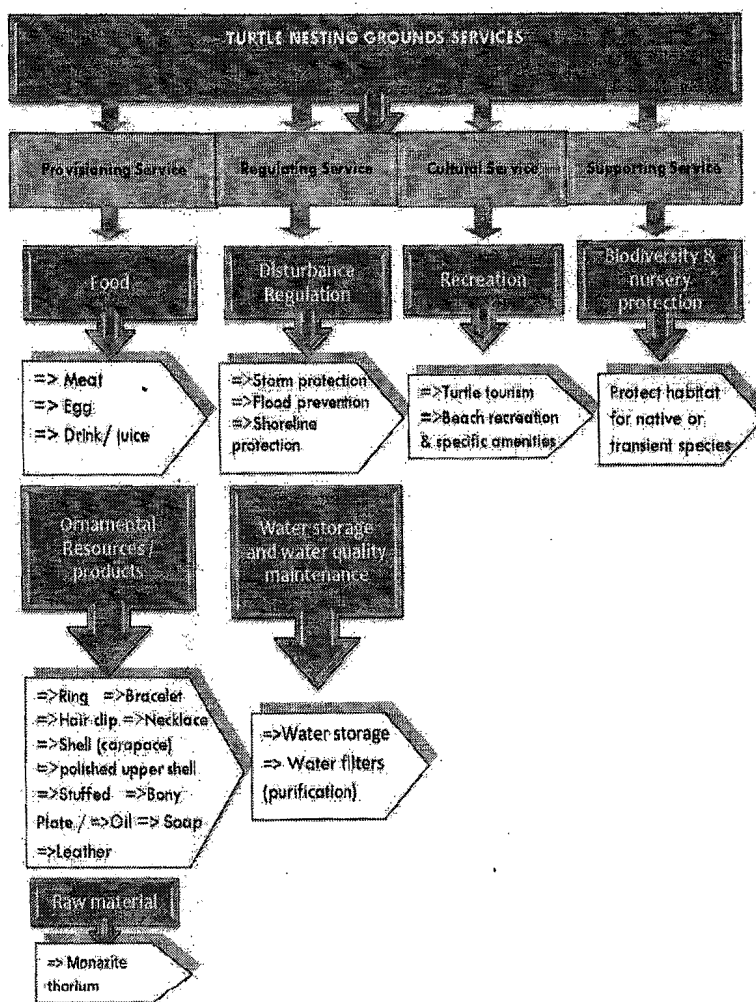 TURTLE NESTING GROUNDS SERVICES
Provisioning Service
Regulating Service
Cultural Service
Supporting Service
Food
Disturbance
Regulation
Recreation
Biodiversity &
nursery
protection
=> Meat
=> Egg
=> Drink/ juice
=>Storm protection
=>Flood prevention
=>Shoreline
protection
=>Turtle tourism
=>Beach recreation
& specific amenities
Protect habitat
for native or
transient species
Ornamental
Resources /
products
Water storage
and water quality
maintenance
=>Ring =>Bracelet
=>Hair clip =>Necklace
=>Shell (carapace)
=>polished upper shell
=>Stuffed =>Bony
Plate / =>Oil => Soap
=>Leather
=>Water storage
=> Water filters
(purification)
Raw material
=> Monazite
thorium